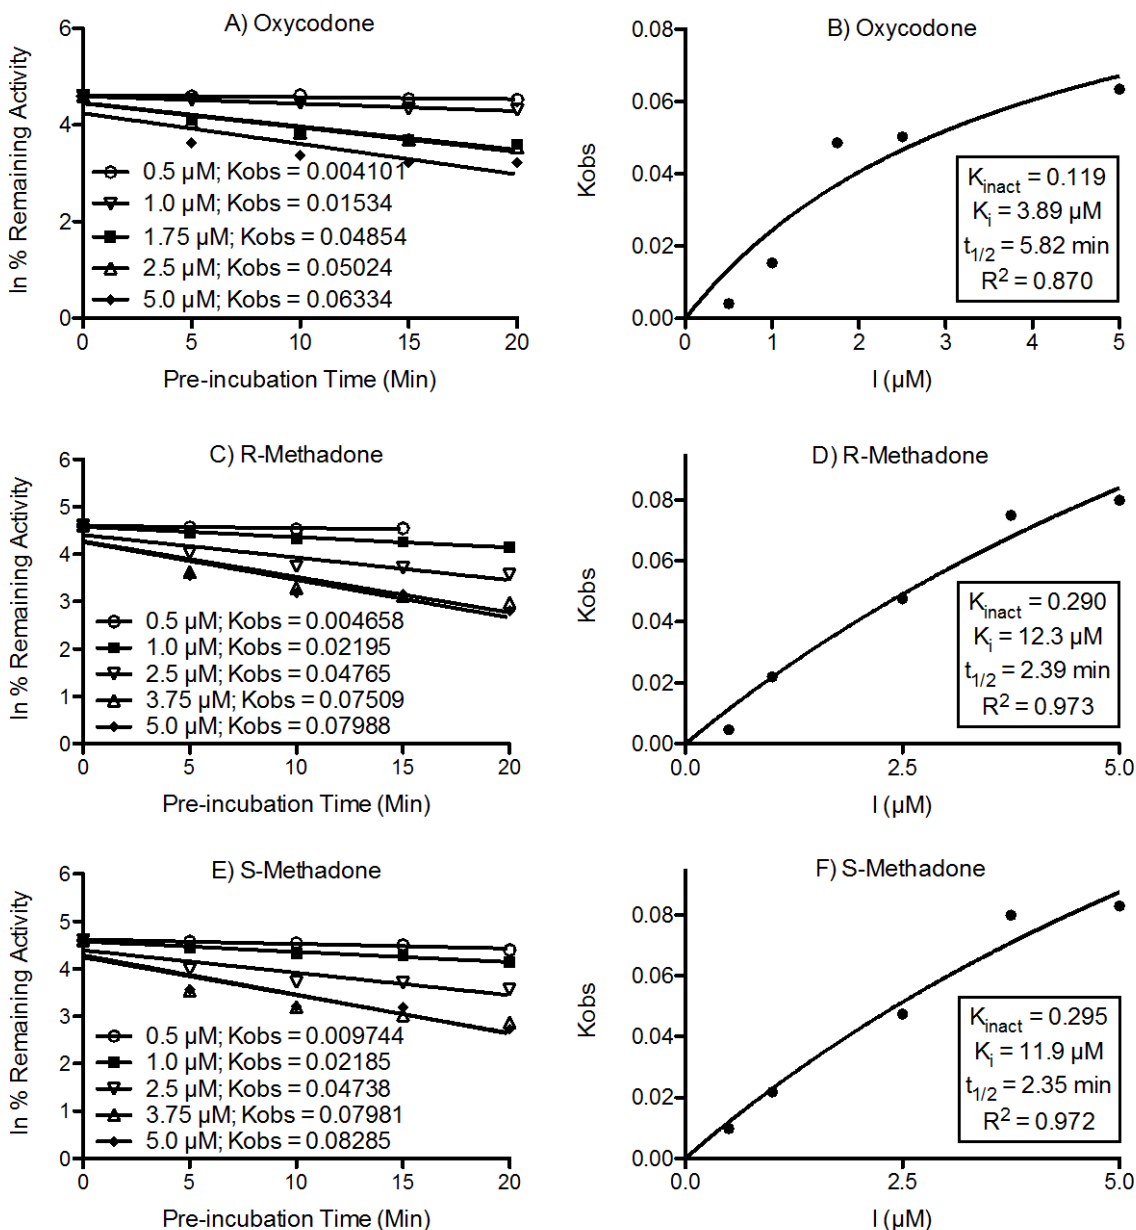 A) Oxycodone
ln % Remaining Activity
6
4
2
0
0.5 µM; Kobs = 0.004101
1.0 µM; Kobs = 0.01534
1.75 µM; Kobs = 0.04854
2.5 µM; Kobs = 0.05024
5.0 µM; Kobs = 0.06334
0 5 10 15 20
Pre-incubation Time (Min)
B) Oxycodone
Kobs
0.08
0.06
0.04
0.02
0.00
K_inact = 0.119
K_i = 3.89 µM
t_1/2 = 5.82 min
R² = 0.870
0 1 2 3 4 5
I (µM)
C) R-Methadone
ln % Remaining Activity
6
5
4
3
2
1
0
0.5 µM; Kobs = 0.004658
1.0 µM; Kobs = 0.02195
2.5 µM; Kobs = 0.04765
3.75 µM; Kobs = 0.07509
5.0 µM; Kobs = 0.07988
0 5 10 15 20
Pre-incubation Time (Min)
D) R-Methadone
Kobs
0.08
0.06
0.04
0.02
0.00
K_inact = 0.290
K_i = 12.3 µM
t_1/2 = 2.39 min
R² = 0.973
0.0 2.5 5.0
I (µM)
E) S-Methadone
ln % Remaining Activity
6
5
4
3
2
1
0
0.5 µM; Kobs = 0.009744
1.0 µM; Kobs = 0.02185
2.5 µM; Kobs = 0.04738
3.75 µM; Kobs = 0.07981
5.0 µM; Kobs = 0.08285
0 5 10 15 20
Pre-incubation Time (Min)
F) S-Methadone
Kobs
0.08
0.06
0.04
0.02
0.00
K_inact = 0.295
K_i = 11.9 µM
t_1/2 = 2.35 min
R² = 0.972
0.0 2.5 5.0
I (µM)